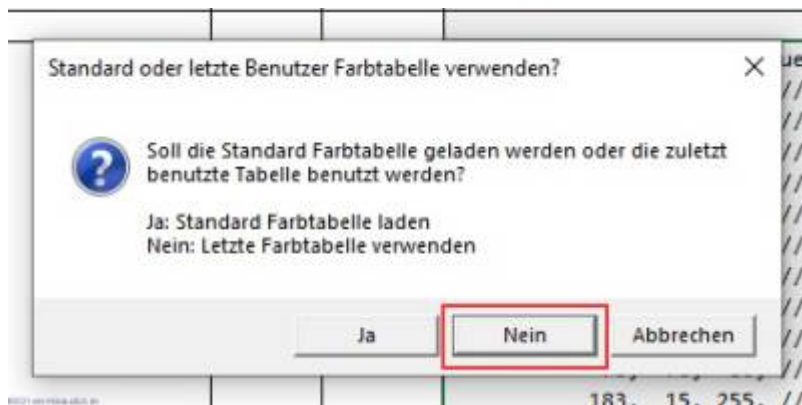 Standard oder letzte Benutzer Farbtabelle verwenden?
Soll die Standard Farbtabelle geladen werden oder die zuletzt
benutzte Tabelle benutzt werden?
Ja: Standard Farbtabelle laden
Nein: Letzte Farbtabelle verwenden
Ja
Nein
Abbrechen
183, 15, 255, //